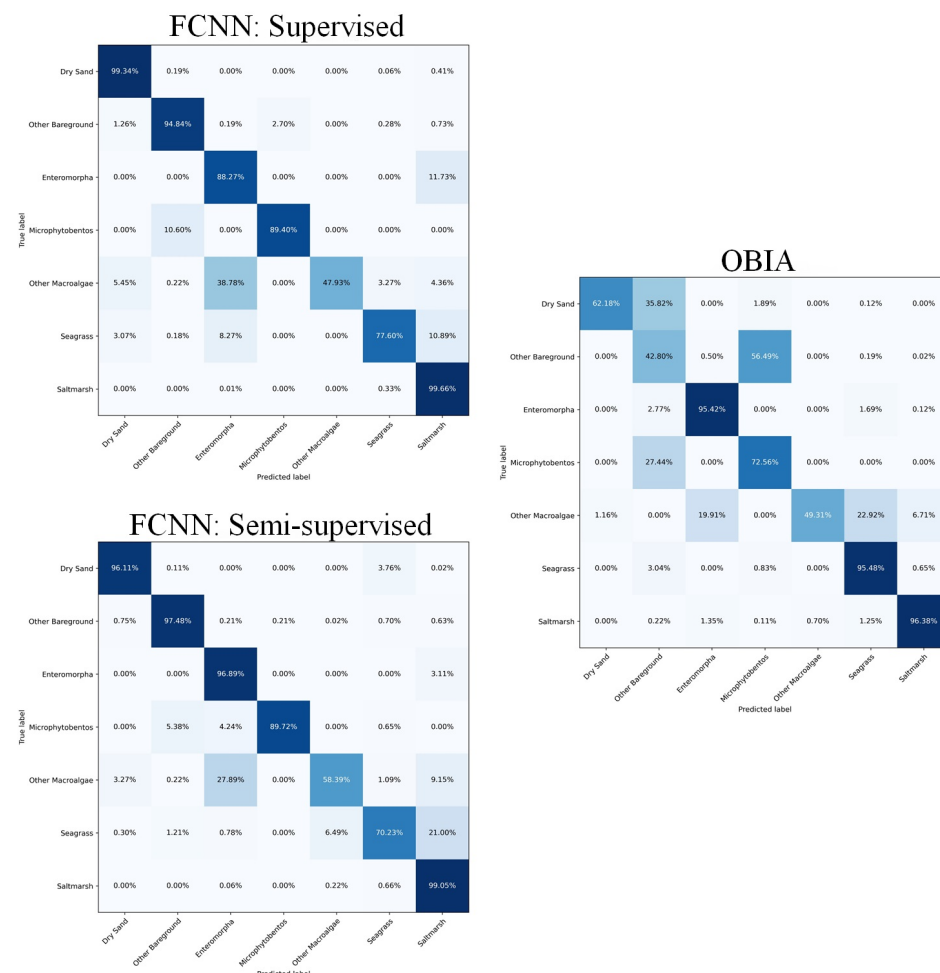 FCNN: Supervised
Dry Sand 99.34% 0.19% 0.00% 0.00% 0.00% 0.06% 0.41%
Other Bareground 1.26% 94.84% 0.19% 2.70% 0.00% 0.28% 0.73%
Enteromorpha 0.00% 0.00% 88.27% 0.00% 0.00% 0.00% 11.73%
Microphytobentos 0.00% 10.60% 0.00% 89.40% 0.00% 0.00% 0.00%
Other Macroalgae 5.45% 0.22% 38.78% 0.00% 47.93% 3.27% 4.36%
Seagrass 3.07% 0.18% 8.27% 0.00% 0.00% 77.60% 10.89%
Saltmarsh 0.00% 0.00% 0.01% 0.00% 0.00% 0.33% 99.66%
True label
Dry Sand Other Bareground Enteromorpha Microphytobentos Other Macroalgae Seagrass Saltmarsh
Predicted label
FCNN: Semi-supervised
Dry Sand 96.11% 0.11% 0.00% 0.00% 0.00% 3.76% 0.02%
Other Bareground 0.75% 97.48% 0.21% 0.21% 0.02% 0.70% 0.63%
Enteromorpha 0.00% 0.00% 96.89% 0.00% 0.00% 0.00% 3.11%
Microphytobentos 0.00% 5.38% 4.24% 89.72% 0.00% 0.65% 0.00%
Other Macroalgae 3.27% 0.22% 27.89% 0.00% 58.39% 1.09% 9.15%
Seagrass 0.30% 1.21% 0.78% 0.00% 6.49% 70.23% 21.00%
Saltmarsh 0.00% 0.00% 0.06% 0.00% 0.22% 0.66% 99.05%
True label
Dry Sand Other Bareground Enteromorpha Microphytobentos Other Macroalgae Seagrass Saltmarsh
Predicted label
OBIA
Dry Sand 62.18% 35.82% 0.00% 1.89% 0.00% 0.12% 0.00%
Other Bareground 0.00% 42.80% 0.50% 56.49% 0.00% 0.19% 0.02%
Enteromorpha 0.00% 2.77% 95.42% 0.00% 0.00% 1.69% 0.12%
Microphytobentos 0.00% 27.44% 0.00% 72.56% 0.00% 0.00% 0.00%
Other Macroalgae 1.16% 0.00% 19.91% 0.00% 49.31% 22.92% 6.71%
Seagrass 0.00% 3.04% 0.00% 0.83% 0.00% 95.48% 0.65%
Saltmarsh 0.00% 0.22% 1.35% 0.11% 0.70% 1.25% 96.38%
True label
Dry Sand Other Bareground Enteromorpha Microphytobentos Other Macroalgae Seagrass Saltmarsh
Predicted label